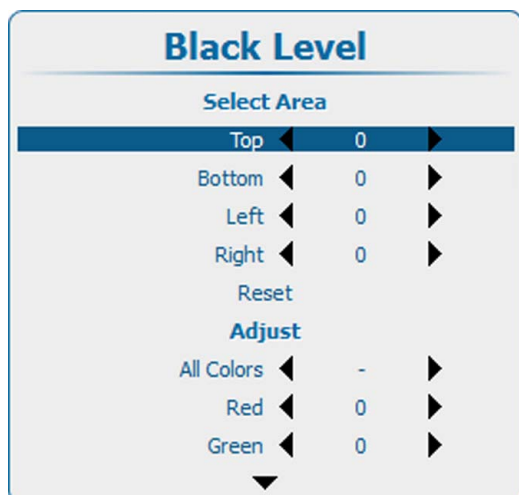 Black Level
Select Area
Top 0
Bottom 0
Left 0
Right 0
Reset
Adjust
All Colors -
Red 0
Green 0